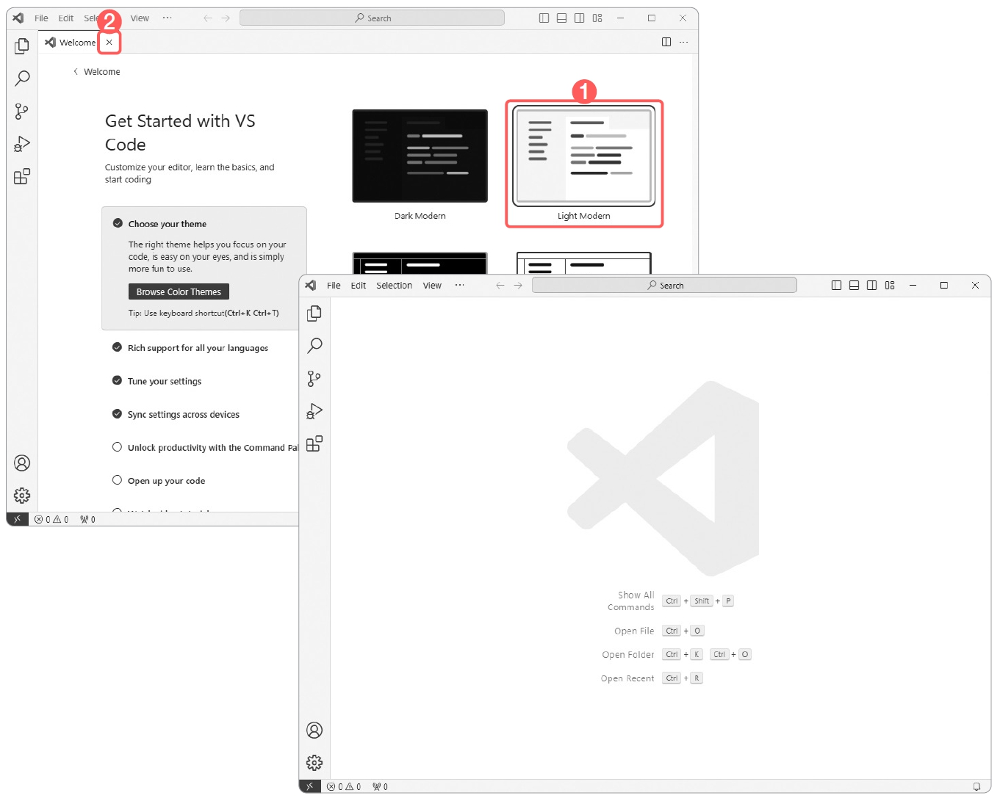 File Edit Selection View ··· Search
2
Welcome
Welcome
1
Get Started with VS
Code
Customize your editor, learn the basics, and
start coding
Dark Modern
Light Modern
Choose your theme
The right theme helps you focus on your
code, is easy on your eyes, and is simply
more fun to use.
Browse Color Themes
Tip: Use keyboard shortcut(Ctrl+K Ctrl+T)
Rich support for all your languages
Tune your settings
Sync settings across devices
Unlock productivity with the Command Pal
Open up your code
0 0 0
File Edit Selection View ··· Search
Show All
Commands Ctrl + Shift + P
Open File Ctrl + O
Open Folder Ctrl + K Ctrl + O
Open Recent Ctrl + R
0 0 0